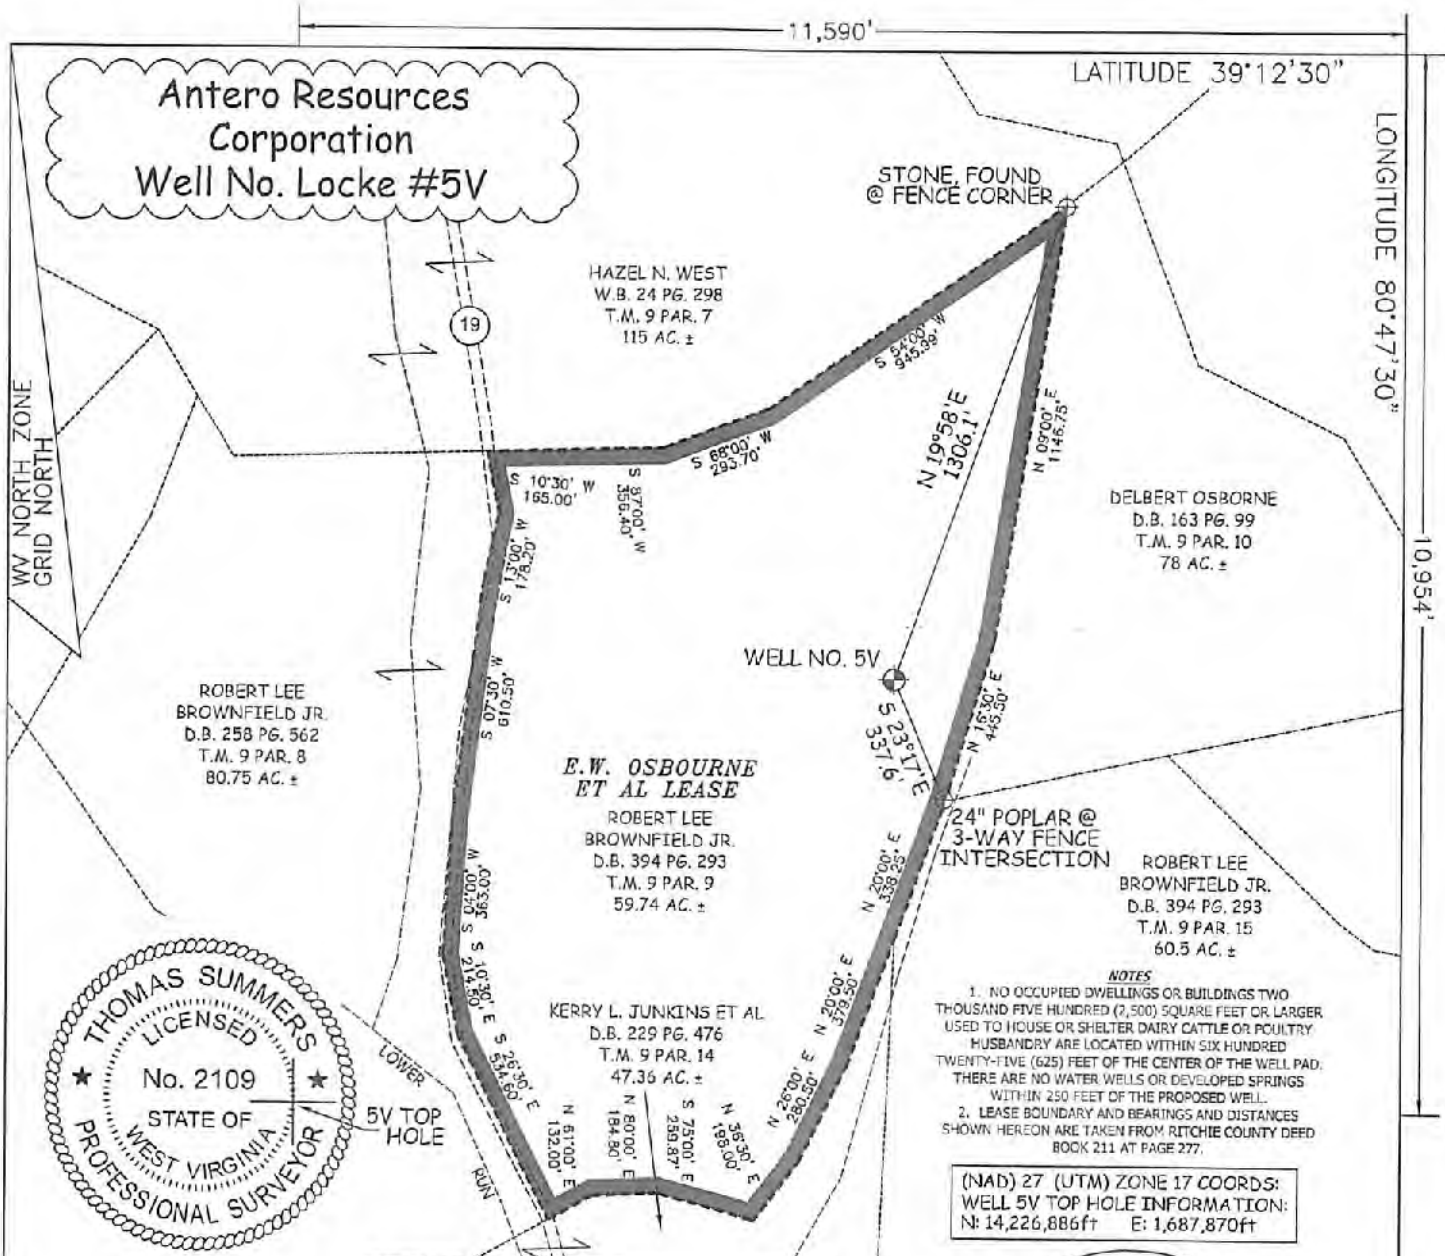 11,590'
Antero Resources
Corporation
Well No. Locke #5V
LATITUDE 39°12'30"
LONGITUDE 80°47'30"
10,954'
WV NORTH ZONE
GRID NORTH
STONE, FOUND
@ FENCE CORNER
HAZEL N. WEST
W.B. 24 PG. 298
T.M. 9 PAR. 7
115 AC. ±
19
S 54°00' W
945.99'
S 68°00' W
293.70'
S 87°00' W
356.40'
S 10°30' W
165.00'
S 13°00' W
178.20'
S 07°30' W
610.50'
S 04°00' W
363.00'
S 10°30' E
214.50'
S 26°30' E
534.60'
N 61°00' E
132.00'
N 80°00' E
184.80'
S 75°00' E
N 36°30' E
198.00'
N 26°00' E
280.50'
N 20°00' E
379.50'
N 20°00' E
338.25'
N 16°30' E
445.50'
N 09°00' E
1146.75'
N 19°58'E
1306.1'
WELL NO. 5V
S 23°17'E
337.6'
DELBERT OSBORNE
D.B. 163 PG. 99
T.M. 9 PAR. 10
78 AC. ±
24" POPLAR @
3-WAY FENCE
INTERSECTION
ROBERT LEE
BROWNFIELD JR.
D.B. 258 PG. 562
T.M. 9 PAR. 8
80.75 AC. ±
E.W. OSBOURNE
ET AL LEASE
ROBERT LEE
BROWNFIELD JR.
D.B. 394 PG. 293
T.M. 9 PAR. 9
59.74 AC. ±
ROBERT LEE
BROWNFIELD JR.
D.B. 394 PG. 293
T.M. 9 PAR. 15
60.5 AC. ±
KERRY L. JUNKINS ET AL
D.B. 229 PG. 476
T.M. 9 PAR. 14
47.36 AC. ±
LOWER
RUN
5V TOP
HOLE
THOMAS SUMMERS
LICENSED
No. 2109
STATE OF
WEST VIRGINIA
PROFESSIONAL SURVEYOR
NOTES
1. NO OCCUPIED DWELLINGS OR BUILDINGS TWO
THOUSAND FIVE HUNDRED (2,500) SQUARE FEET OR LARGER
USED TO HOUSE OR SHELTER DAIRY CATTLE OR POULTRY
HUSBANDRY ARE LOCATED WITHIN SIX HUNDRED
TWENTY-FIVE (625) FEET OF THE CENTER OF THE WELL PAD.
THERE ARE NO WATER WELLS OR DEVELOPED SPRINGS
WITHIN 250 FEET OF THE PROPOSED WELL.
2. LEASE BOUNDARY AND BEARINGS AND DISTANCES
SHOWN HEREON ARE TAKEN FROM RITCHIE COUNTY DEED
BOOK 211 AT PAGE 277.
(NAD) 27 (UTM) ZONE 17 COORDS:
WELL 5V TOP HOLE INFORMATION:
N: 14,226,886ft E: 1,687,870ft